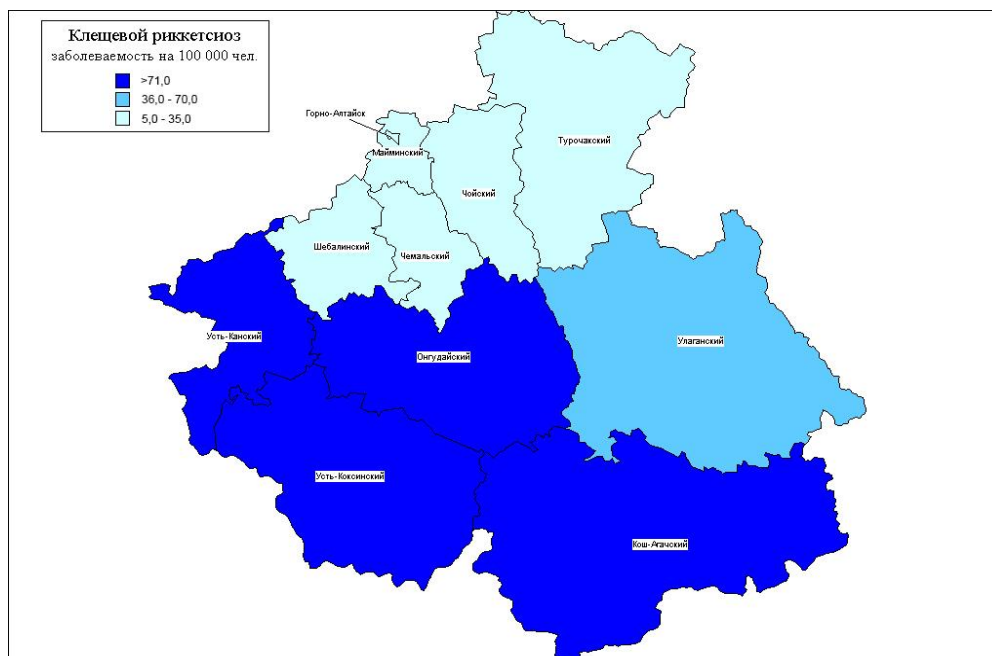 Клещевой риккетсиоз
заболеваемость на 100 000 чел.
>71,0
36,0 - 70,0
5,0 - 35,0
Горно-Алтайск
Майминский
Турочакский
Чойский
Шебалинский
Чемальский
Усть-Канский
Онгудайский
Улаганский
Усть-Коксинский
Кош-Агачский